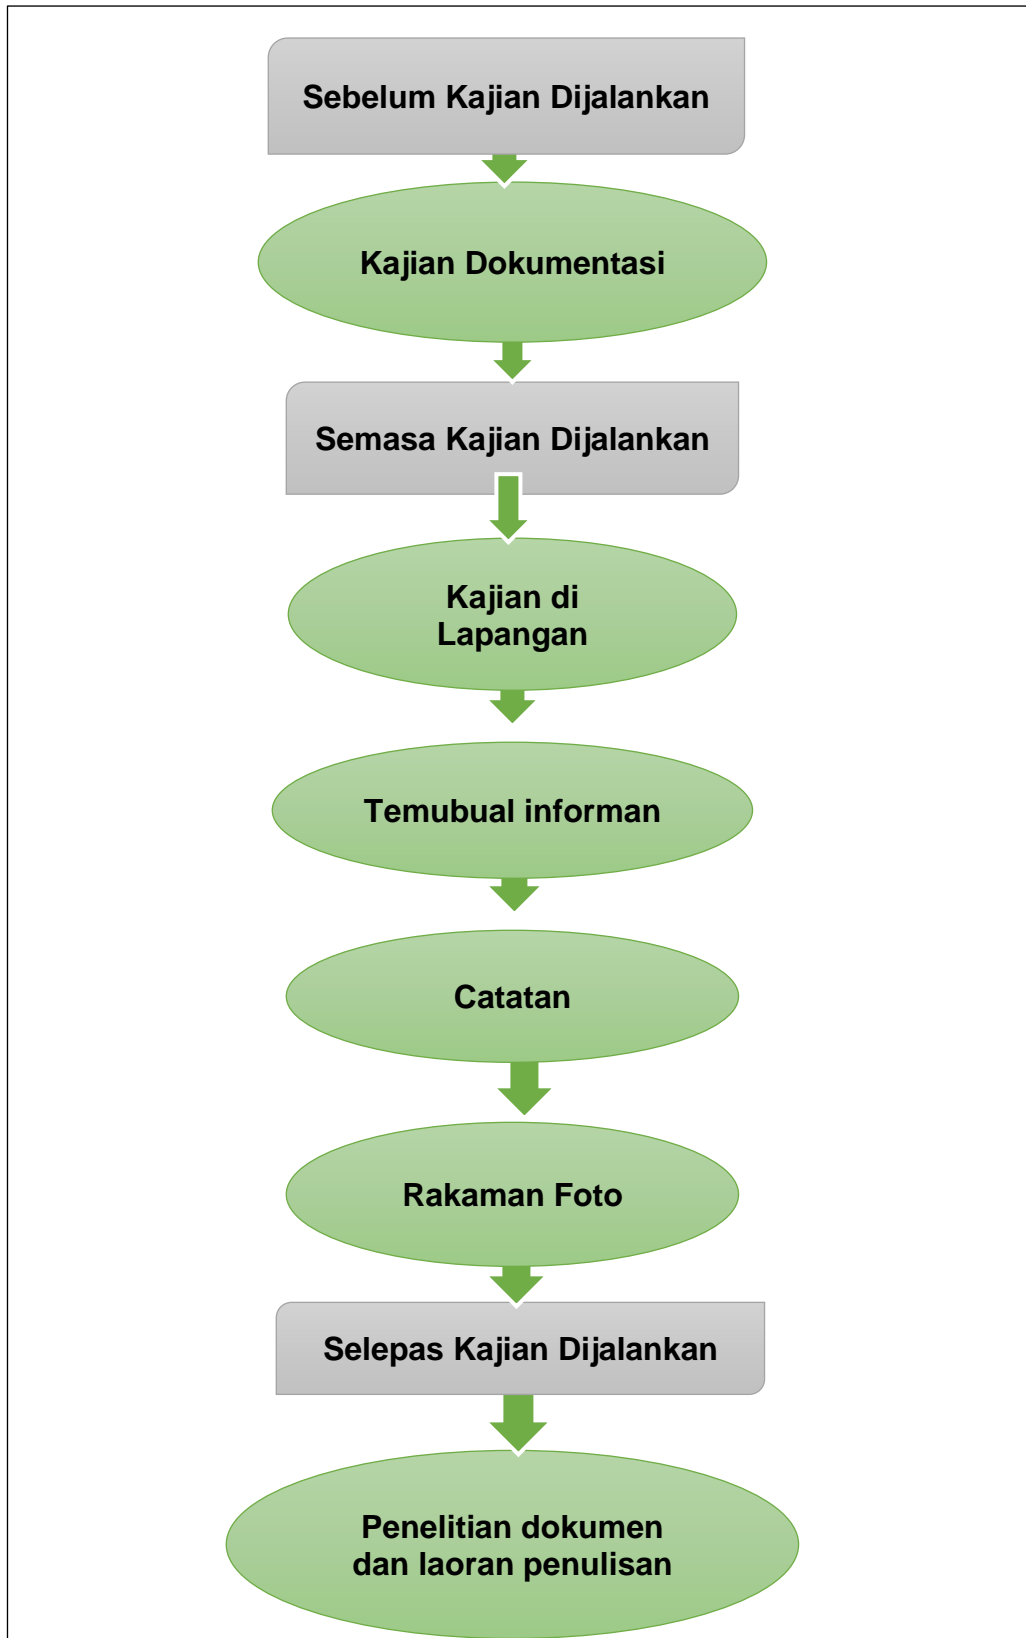 Sebelum Kajian Dijalankan
Kajian Dokumentasi
Semasa Kajian Dijalankan
Kajian di
Lapangan
Temubual informan
Catatan
Rakaman Foto
Selepas Kajian Dijalankan
Penelitian dokumen
dan laoran penulisan